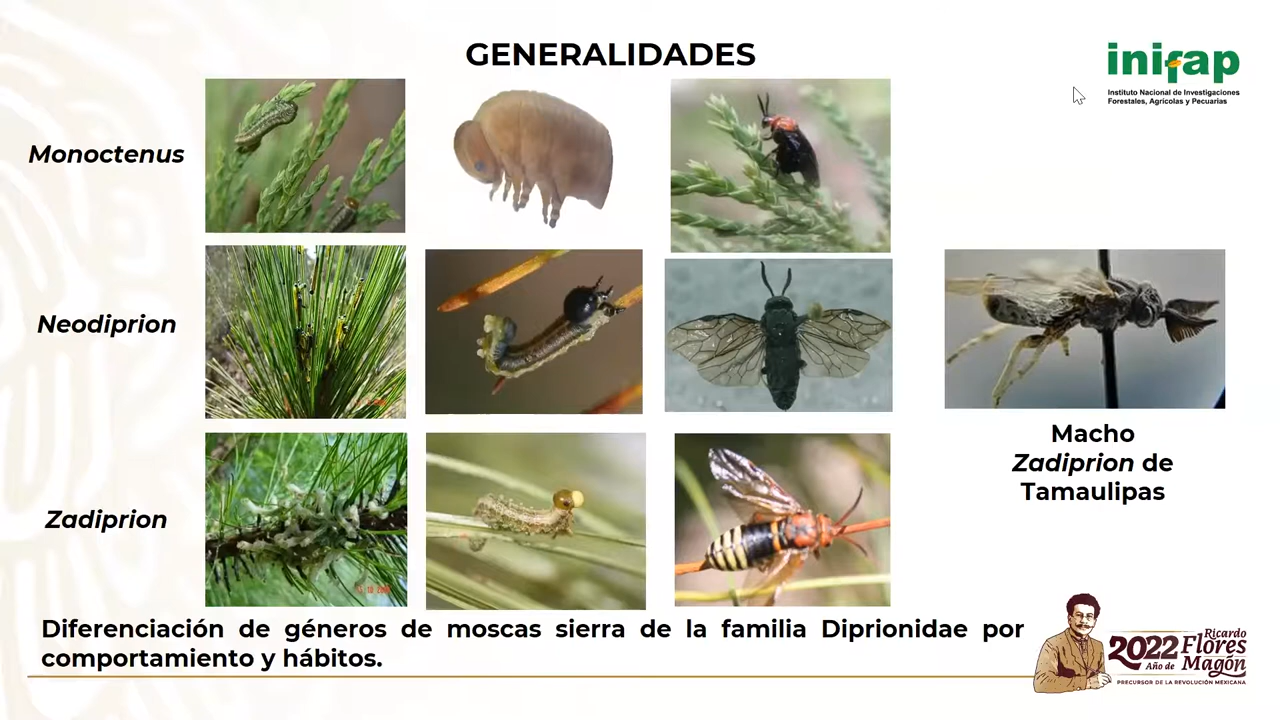 GENERALIDADES
inifap
Instituto Nacional de Investigaciones
Forestales, Agrícolas y Pecuarias
Monoctenus
Neodiprion
Zadiprion
Macho
Zadiprion de
Tamaulipas
Diferenciación de géneros de moscas sierra de la familia Diprionidae por
comportamiento y hábitos.
2022 Ricardo
Año de Flores
Magón
PRECURSOR DE LA REVOLUCIÓN MEXICANA